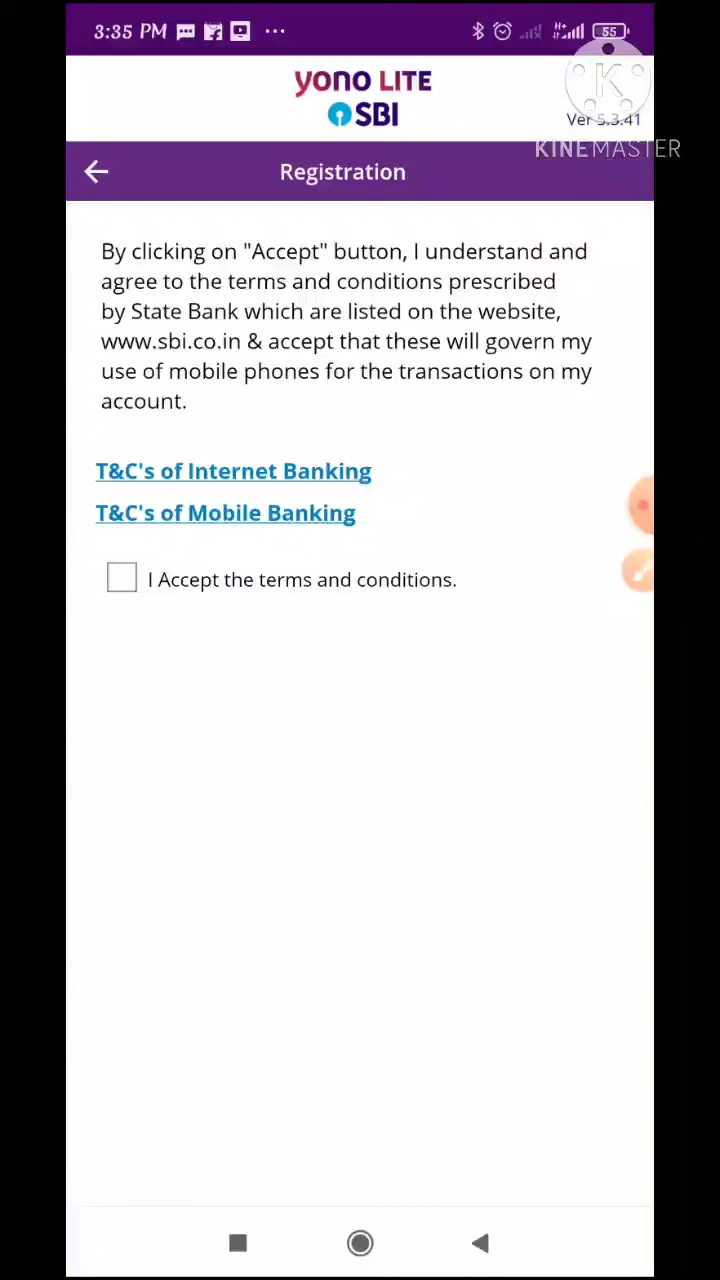 3:35 PM
55
yono LITE
SBI
K
Ver 5.3.41
KINEMASTER
Registration
By clicking on "Accept" button, I understand and
agree to the terms and conditions prescribed
by State Bank which are listed on the website,
www.sbi.co.in & accept that these will govern my
use of mobile phones for the transactions on my
account.
T&C's of Internet Banking
T&C's of Mobile Banking
I Accept the terms and conditions.